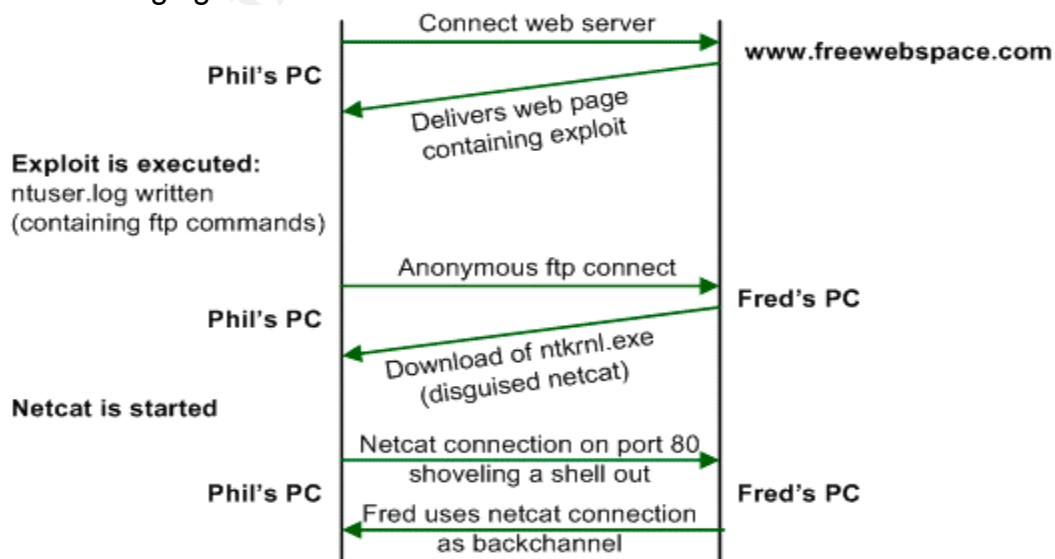 Connect web server
www.freewebspace.com
Phil's PC
Delivers web page
containing exploit
Exploit is executed:
ntuser.log written
(containing ftp commands)
Anonymous ftp connect
Fred's PC
Phil's PC
Download of ntkrnl.exe
(disguised netcat)
Netcat is started
Netcat connection on port 80
shoveling a shell out
Phil's PC
Fred's PC
Fred uses netcat connection
as backchannel